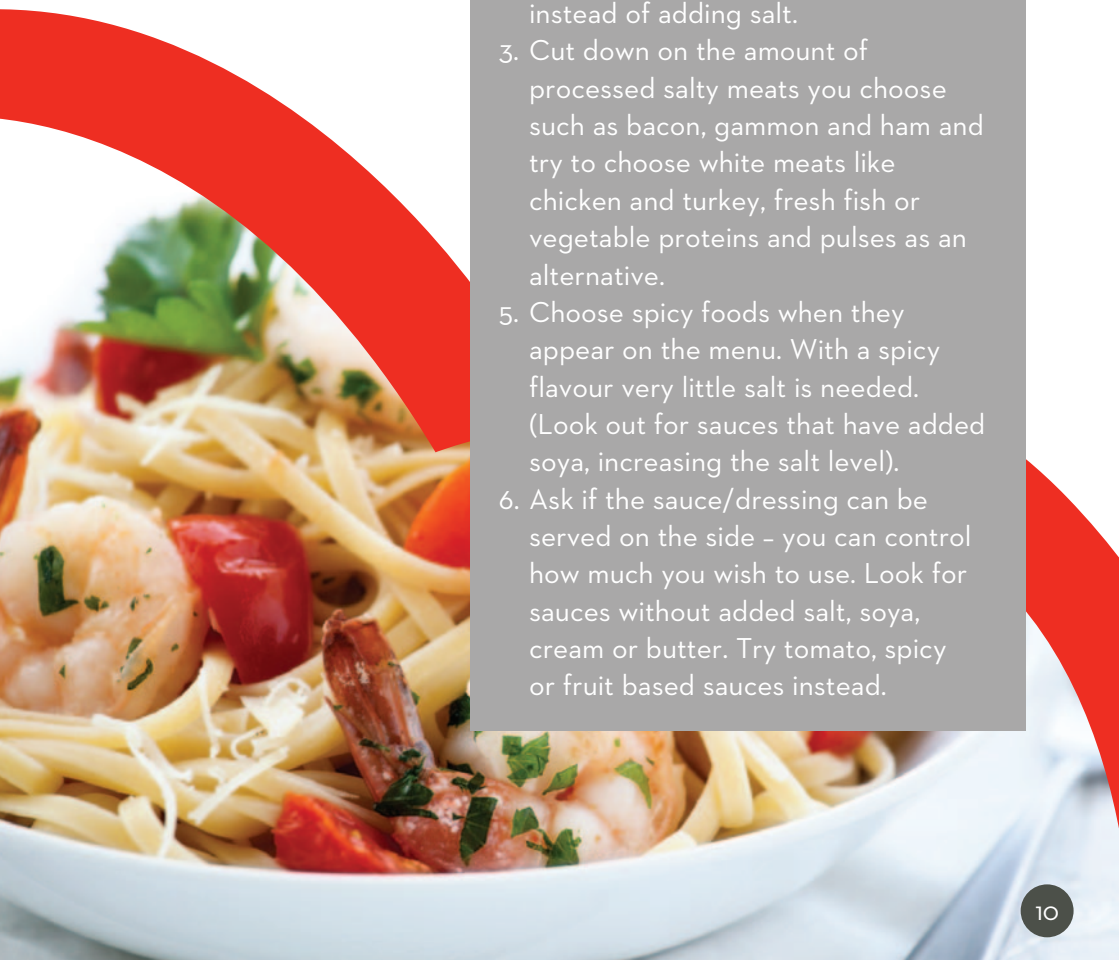 instead of adding salt.
3. Cut down on the amount of
processed salty meats you choose
such as bacon, gammon and ham and
try to choose white meats like
chicken and turkey, fresh fish or
vegetable proteins and pulses as an
alternative.
5. Choose spicy foods when they
appear on the menu. With a spicy
flavour very little salt is needed.
(Look out for sauces that have added
soya, increasing the salt level).
6. Ask if the sauce/dressing can be
served on the side – you can control
how much you wish to use. Look for
sauces without added salt, soya,
cream or butter. Try tomato, spicy
or fruit based sauces instead.
10